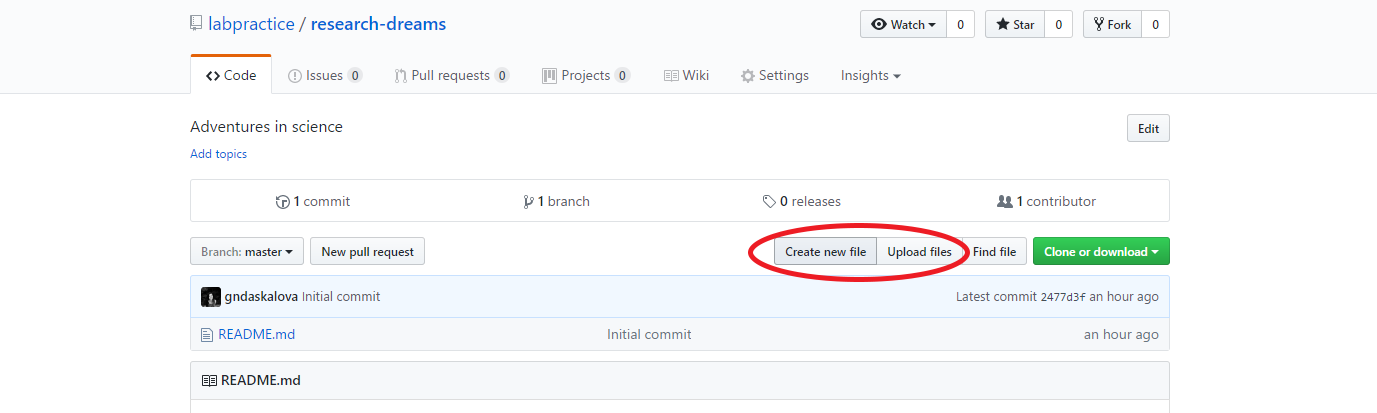 labpractice / research-dreams Watch 0 Star 0 Fork 0
Code Issues 0 Pull requests 0 Projects 0 Wiki Settings Insights
Adventures in science Edit
Add topics
1 commit 1 branch 0 releases 1 contributor
Branch: master New pull request Create new file Upload files Find file Clone or download
gndaskalova Initial commit Latest commit 2477d3f an hour ago
README.md Initial commit an hour ago
README.md